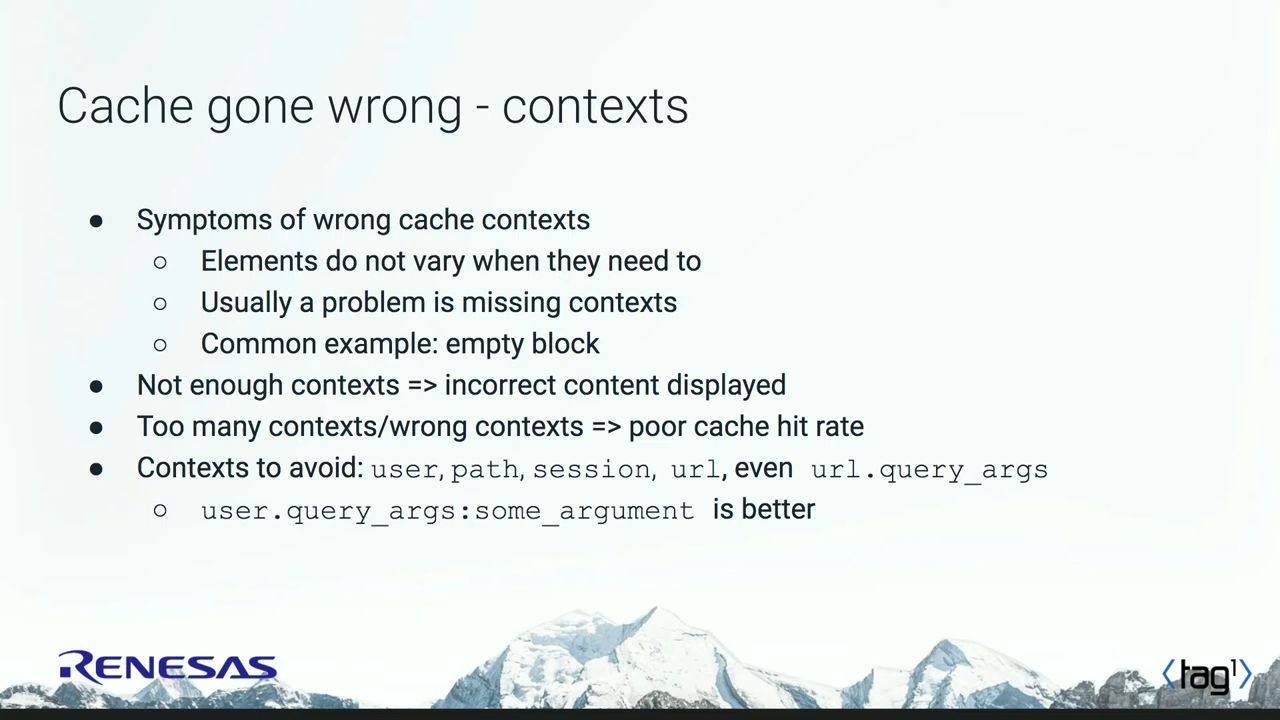 Cache gone wrong - contexts
● Symptoms of wrong cache contexts
○ Elements do not vary when they need to
○ Usually a problem is missing contexts
○ Common example: empty block
● Not enough contexts => incorrect content displayed
● Too many contexts/wrong contexts => poor cache hit rate
● Contexts to avoid: user, path, session, url, even url.query_args
○ user.query_args:some_argument is better
RENESAS
<tag1>